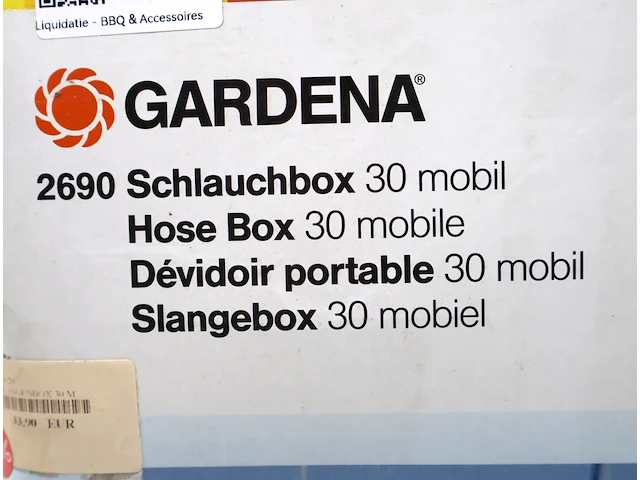 Liquidatie - BBQ & Accessoires
GARDENA®
2690 Schlauchbox 30 mobil
Hose Box 30 mobile
Dévidoir portable 30 mobil
Slangebox 30 mobiel
30 M
EUR